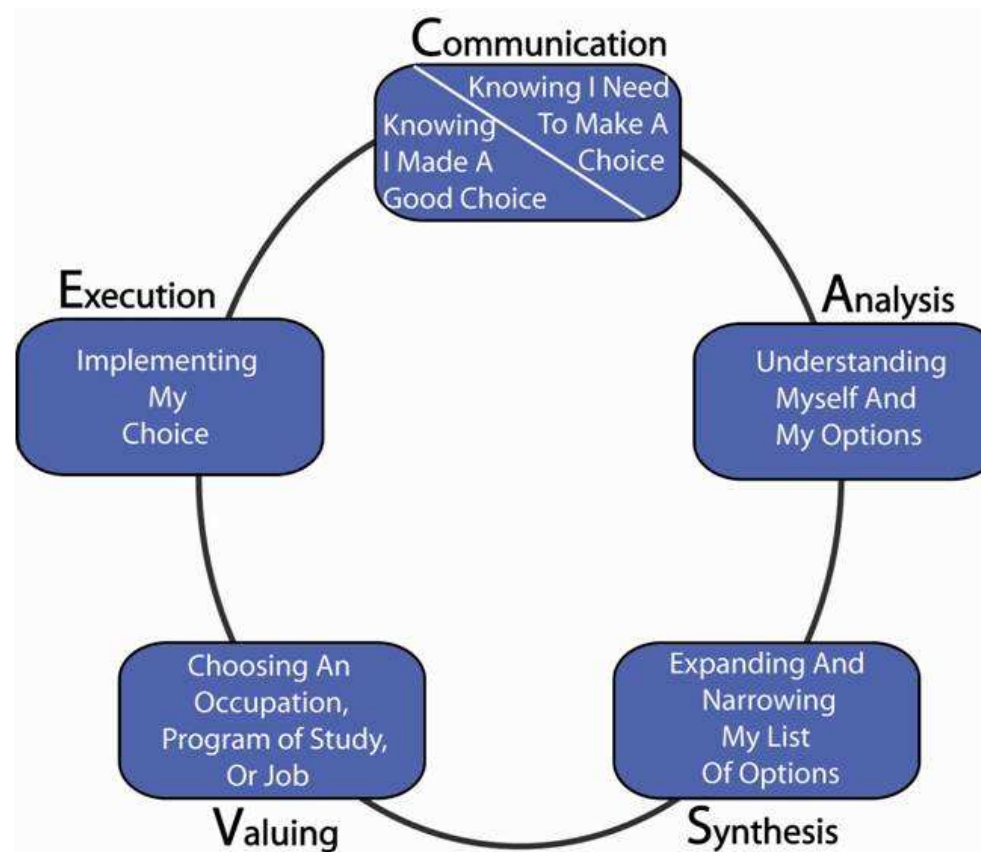 Communication
Knowing I Need
To Make A
Choice
Knowing
I Made A
Good Choice
Analysis
Understanding
Myself And
My Options
Synthesis
Expanding And
Narrowing
My List
Of Options
Valuing
Choosing An
Occupation,
Program of Study,
Or Job
Execution
Implementing
My
Choice